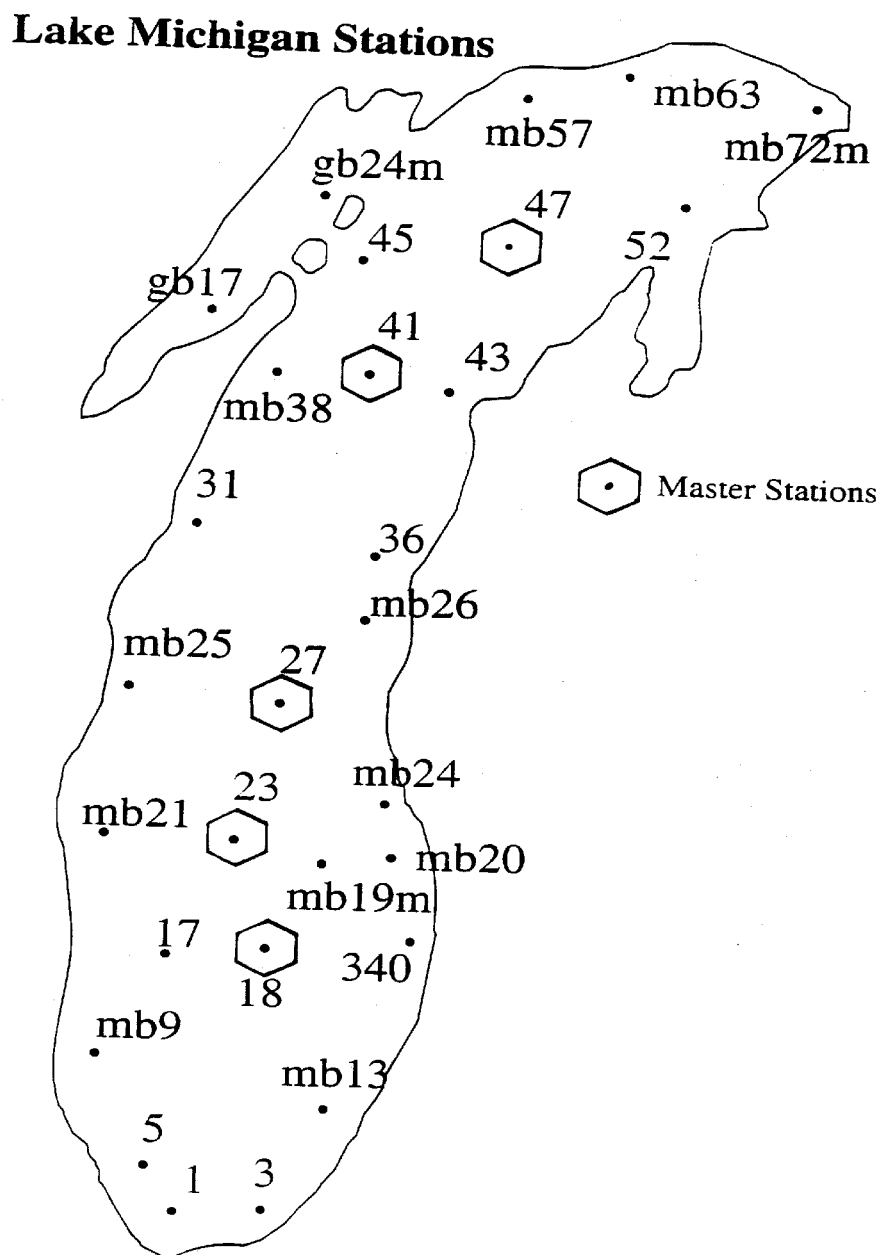 Lake Michigan Stations
mb63
mb57
mb72m
gb24m
47
45
52
gb17
41
43
mb38
31
Master Stations
36
mb26
mb25
27
mb24
23
mb21
mb20
mb19m
17
340
18
mb9
mb13
5
1
3